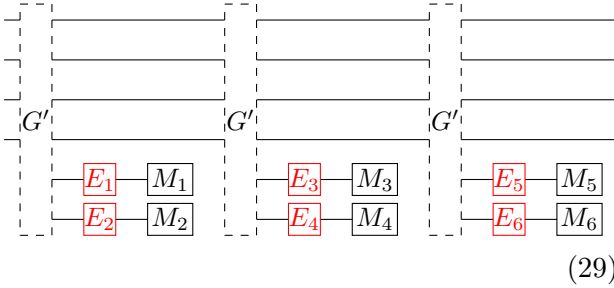 G′ G′ G′
E₁ M₁ E₃ M₃ E₅ M₅
E₂ M₂ E₄ M₄ E₆ M₆
(29)